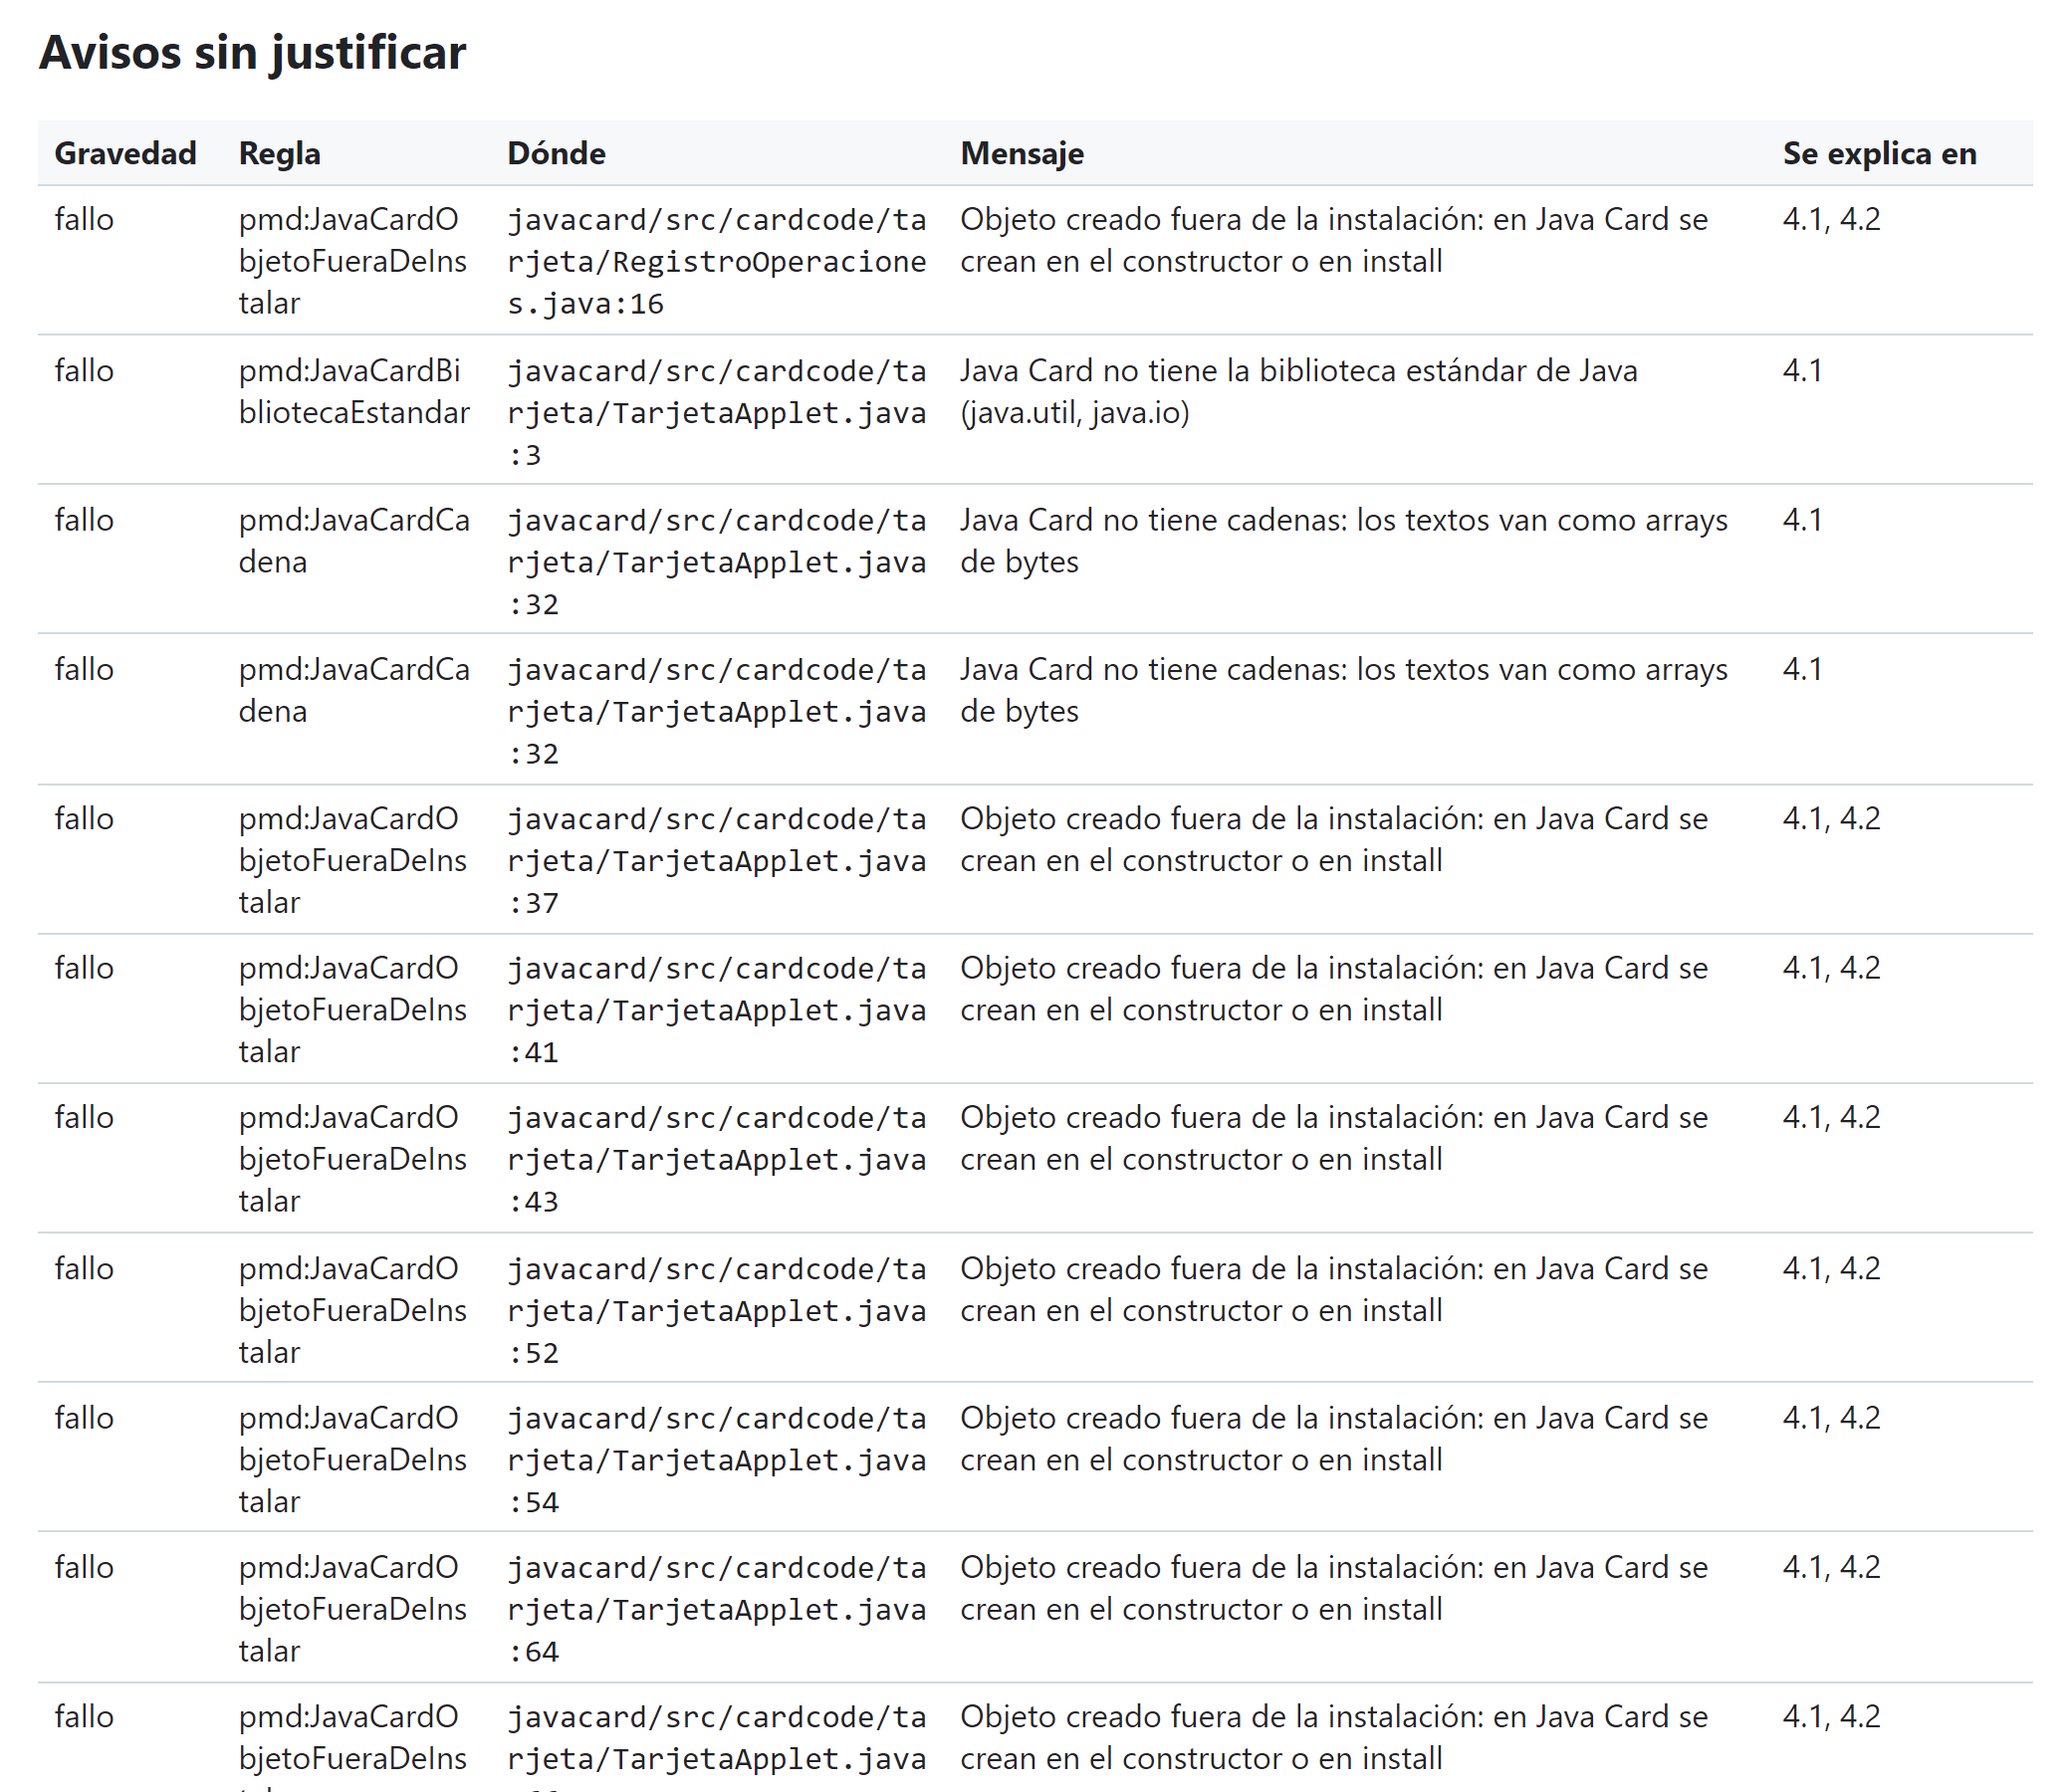 Avisos sin justificar
Gravedad Regla Dónde Mensaje Se explica en
fallo pmd:JavaCardO javacard/src/cardcode/ta Objeto creado fuera de la instalación: en Java Card se 4.1, 4.2
bjetoFueraDeIns rjeta/RegistroOperacione crean en el constructor o en install
talar s.java:16
fallo pmd:JavaCardBi javacard/src/cardcode/ta Java Card no tiene la biblioteca estándar de Java 4.1
bliotecaEstandar rjeta/TarjetaApplet.java (java.util, java.io)
:3
fallo pmd:JavaCardCa javacard/src/cardcode/ta Java Card no tiene cadenas: los textos van como arrays 4.1
dena rjeta/TarjetaApplet.java de bytes
:32
fallo pmd:JavaCardCa javacard/src/cardcode/ta Java Card no tiene cadenas: los textos van como arrays 4.1
dena rjeta/TarjetaApplet.java de bytes
:32
fallo pmd:JavaCardO javacard/src/cardcode/ta Objeto creado fuera de la instalación: en Java Card se 4.1, 4.2
bjetoFueraDeIns rjeta/TarjetaApplet.java crean en el constructor o en install
talar :37
fallo pmd:JavaCardO javacard/src/cardcode/ta Objeto creado fuera de la instalación: en Java Card se 4.1, 4.2
bjetoFueraDeIns rjeta/TarjetaApplet.java crean en el constructor o en install
talar :41
fallo pmd:JavaCardO javacard/src/cardcode/ta Objeto creado fuera de la instalación: en Java Card se 4.1, 4.2
bjetoFueraDeIns rjeta/TarjetaApplet.java crean en el constructor o en install
talar :43
fallo pmd:JavaCardO javacard/src/cardcode/ta Objeto creado fuera de la instalación: en Java Card se 4.1, 4.2
bjetoFueraDeIns rjeta/TarjetaApplet.java crean en el constructor o en install
talar :52
fallo pmd:JavaCardO javacard/src/cardcode/ta Objeto creado fuera de la instalación: en Java Card se 4.1, 4.2
bjetoFueraDeIns rjeta/TarjetaApplet.java crean en el constructor o en install
talar :54
fallo pmd:JavaCardO javacard/src/cardcode/ta Objeto creado fuera de la instalación: en Java Card se 4.1, 4.2
bjetoFueraDeIns rjeta/TarjetaApplet.java crean en el constructor o en install
talar :64
fallo pmd:JavaCardO javacard/src/cardcode/ta Objeto creado fuera de la instalación: en Java Card se 4.1, 4.2
bjetoFueraDeIns rjeta/TarjetaApplet.java crean en el constructor o en install